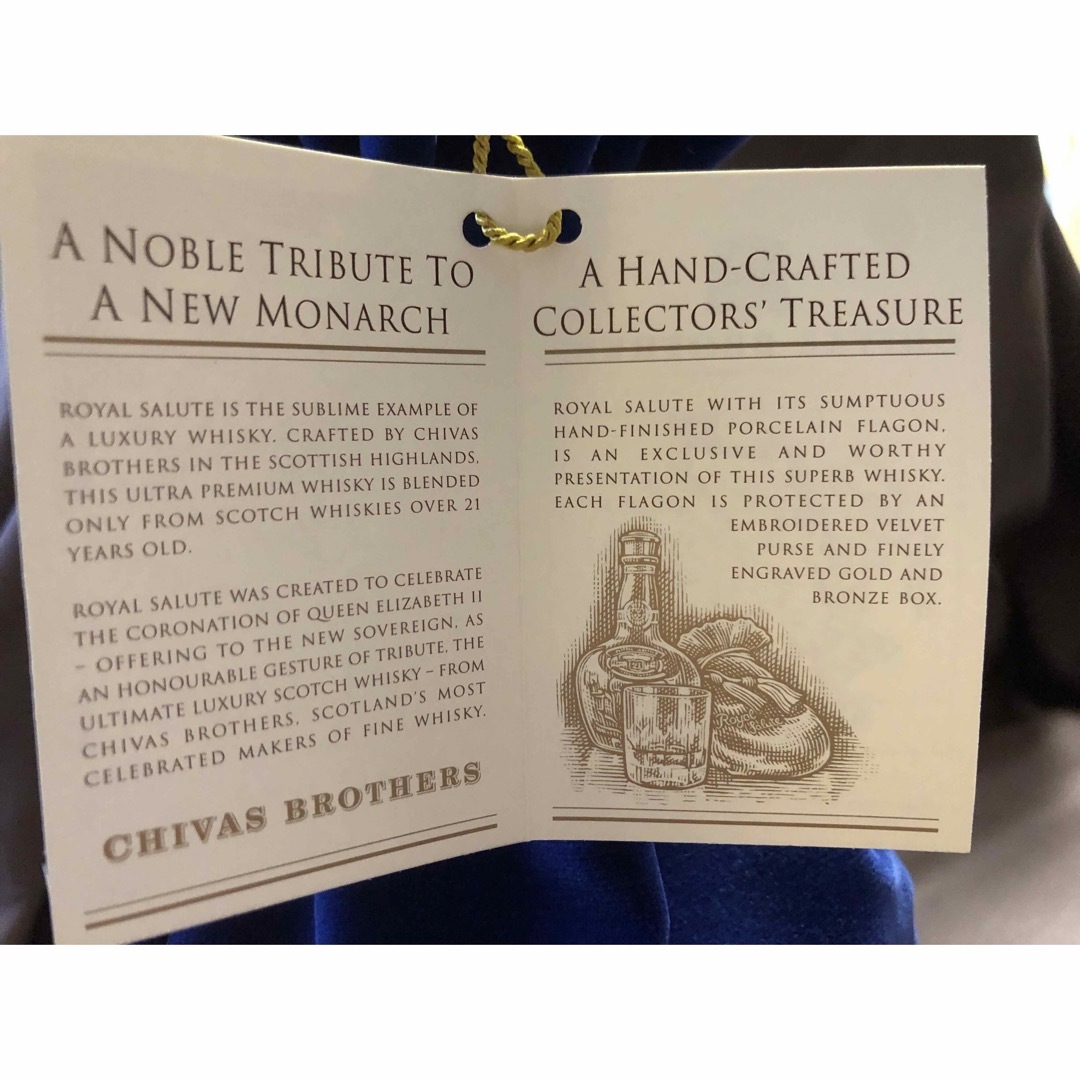 A NOBLE TRIBUTE TO
A NEW MONARCH
ROYAL SALUTE IS THE SUBLIME EXAMPLE OF
A LUXURY WHISKY. CRAFTED BY CHIVAS
BROTHERS IN THE SCOTTISH HIGHLANDS,
THIS ULTRA PREMIUM WHISKY IS BLENDED
ONLY FROM SCOTCH WHISKIES OVER 21
YEARS OLD.
ROYAL SALUTE WAS CREATED TO CELEBRATE
THE CORONATION OF QUEEN ELIZABETH II
– OFFERING TO THE NEW SOVEREIGN, AS
AN HONOURABLE GESTURE OF TRIBUTE, THE
ULTIMATE LUXURY SCOTCH WHISKY – FROM
CHIVAS BROTHERS, SCOTLAND'S MOST
CELEBRATED MAKERS OF FINE WHISKY.
CHIVAS BROTHERS
A HAND-CRAFTED
COLLECTORS' TREASURE
ROYAL SALUTE WITH ITS SUMPTUOUS
HAND-FINISHED PORCELAIN FLAGON,
IS AN EXCLUSIVE AND WORTHY
PRESENTATION OF THIS SUPERB WHISKY.
EACH FLAGON IS PROTECTED BY AN
EMBROIDERED VELVET
PURSE AND FINELY
ENGRAVED GOLD AND
BRONZE BOX.
Royal
Salute